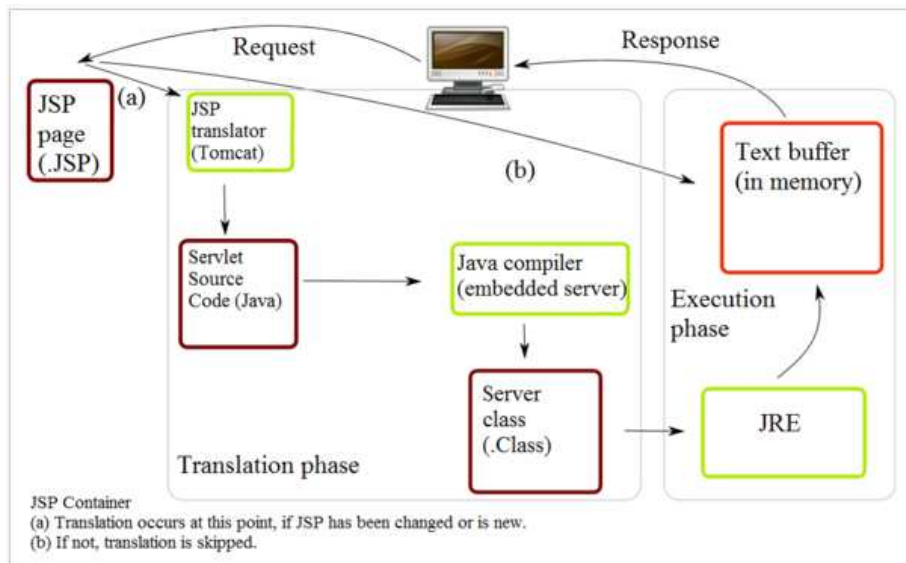 Request
Response
JSP
page
(.JSP)
(a)
JSP
translator
(Tomcat)
(b)
Text buffer
(in memory)
Servlet
Source
Code (Java)
Java compiler
(embedded server)
Execution
phase
Server
class
(.Class)
JRE
Translation phase
JSP Container
(a) Translation occurs at this point, if JSP has been changed or is new.
(b) If not, translation is skipped.